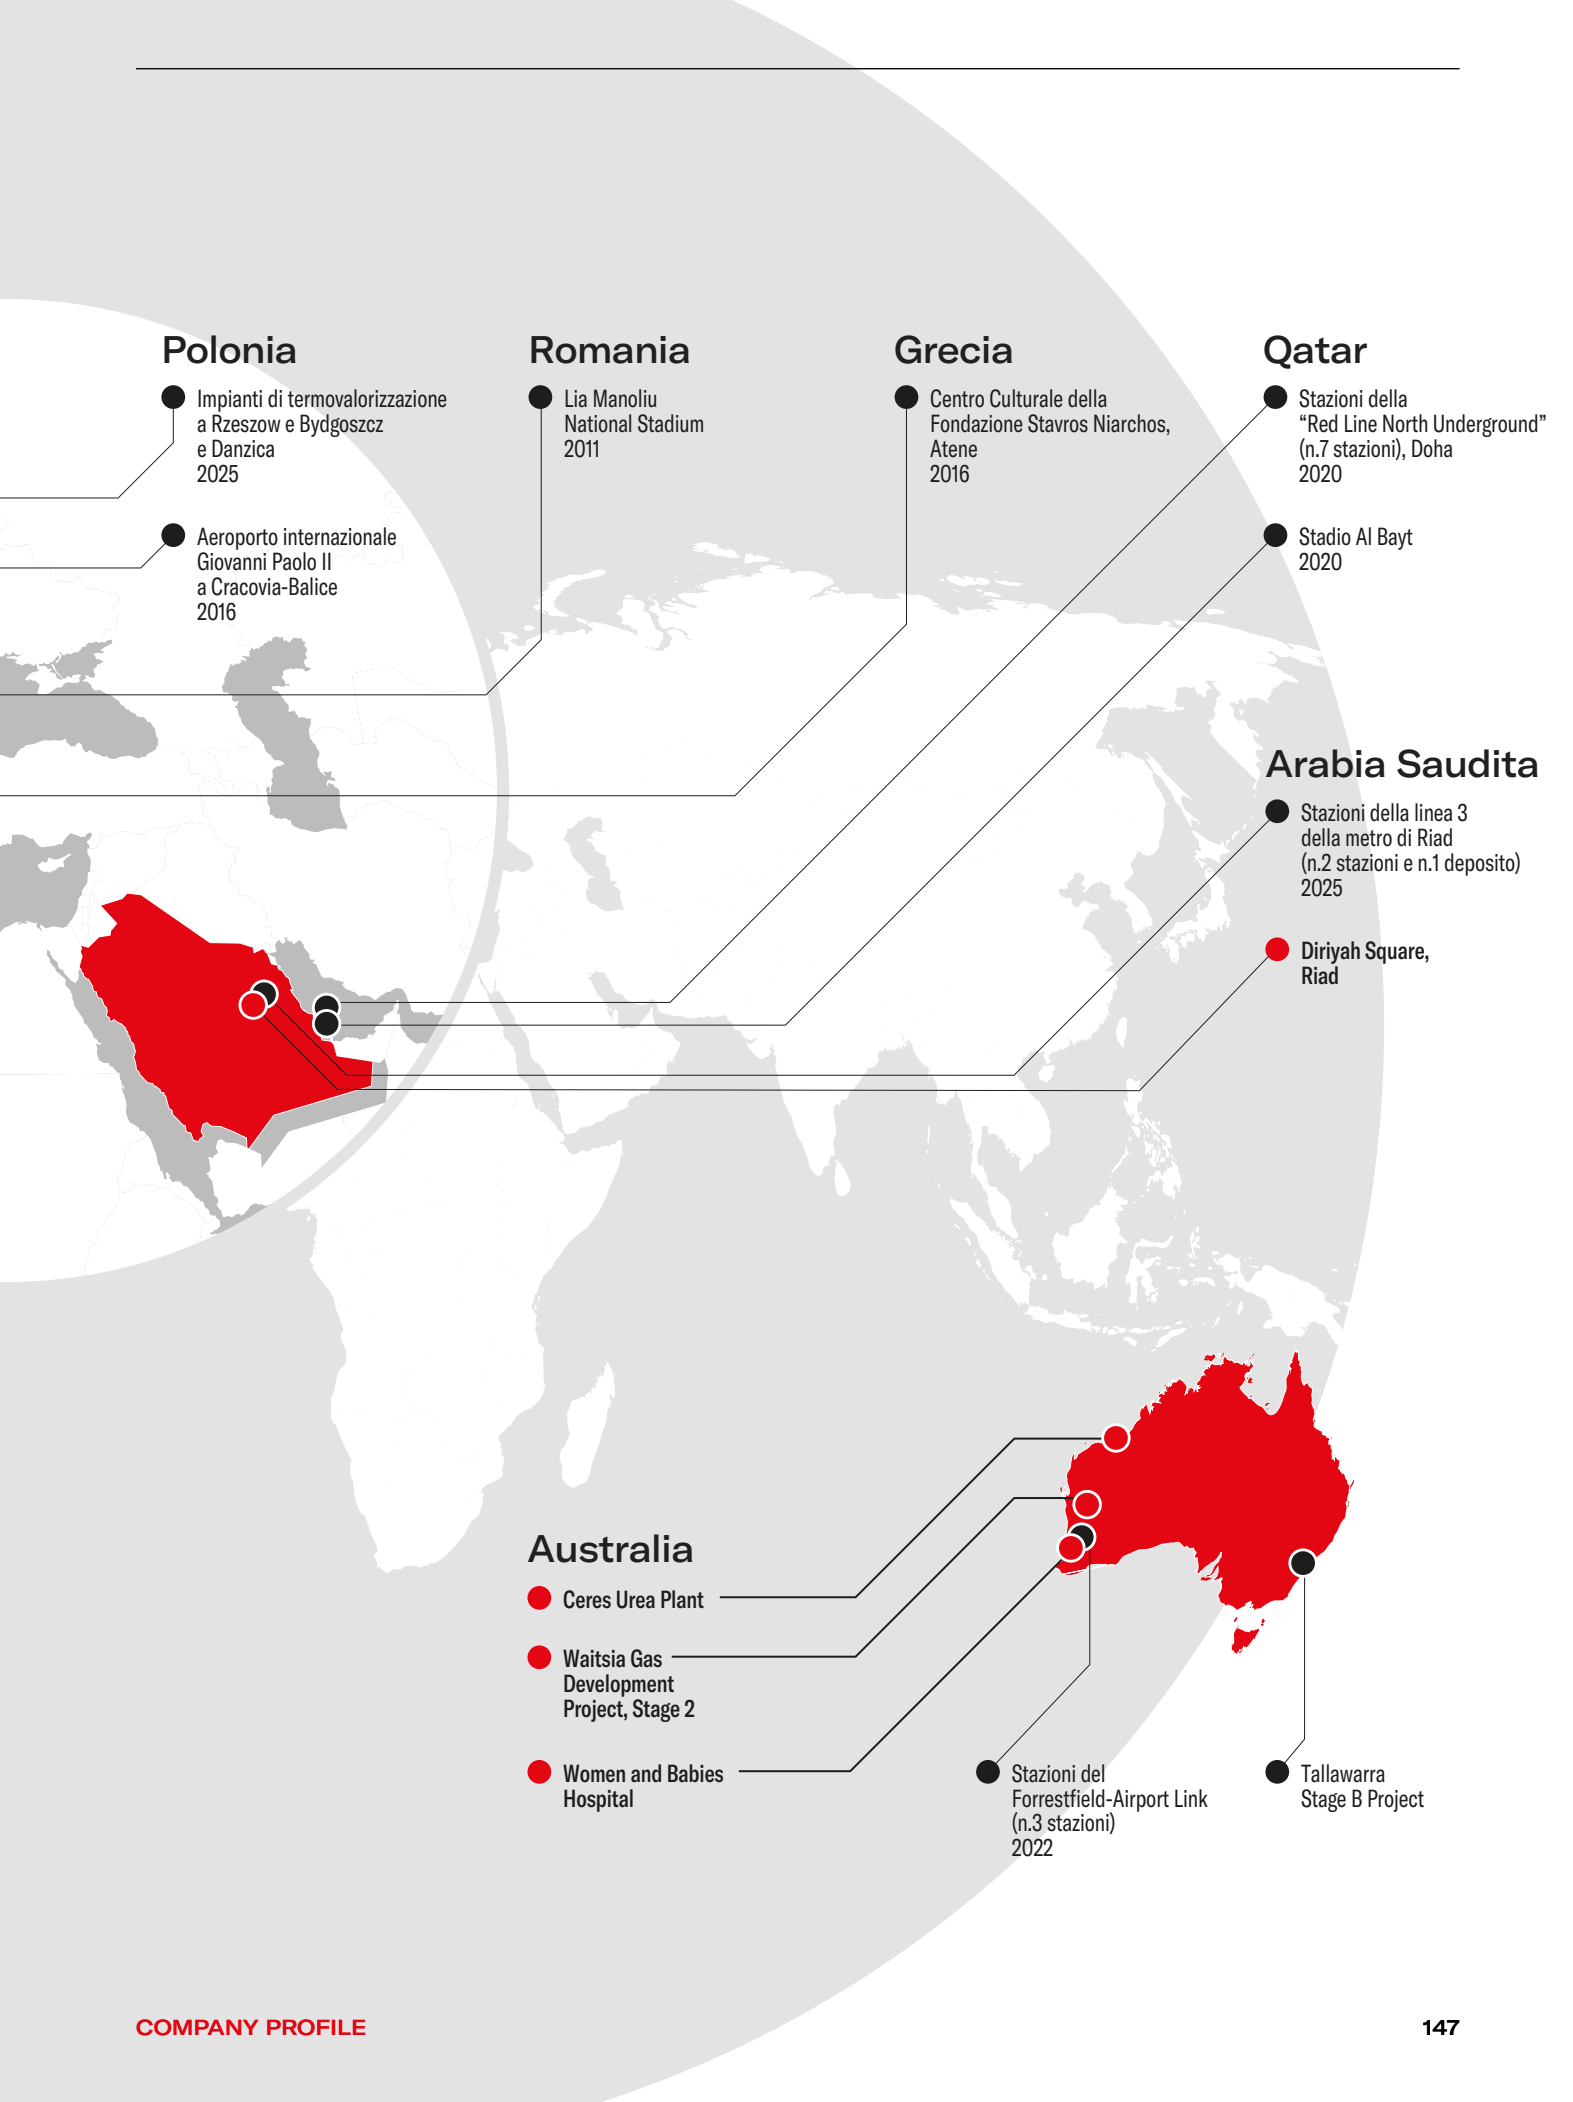 Polonia
Impianti di termovalorizzazione
a Rzeszow e Bydgoszcz
e Danzica
2025
Aeroporto internazionale
Giovanni Paolo II
a Cracovia-Balice
2016
Romania
Lia Manoliu
National Stadium
2011
Grecia
Centro Culturale della
Fondazione Stavros Niarchos,
Atene
2016
Qatar
Stazioni della
“Red Line North Underground”
(n.7 stazioni), Doha
2020
Stadio Al Bayt
2020
Arabia Saudita
Stazioni della linea 3
della metro di Riad
(n.2 stazioni e n.1 deposito)
2025
Diriyah Square,
Riad
Australia
Ceres Urea Plant
Waitsia Gas
Development
Project, Stage 2
Women and Babies
Hospital
Stazioni del
Forrestfield-Airport Link
(n.3 stazioni)
2022
Tallawarra
Stage B Project
COMPANY PROFILE
147